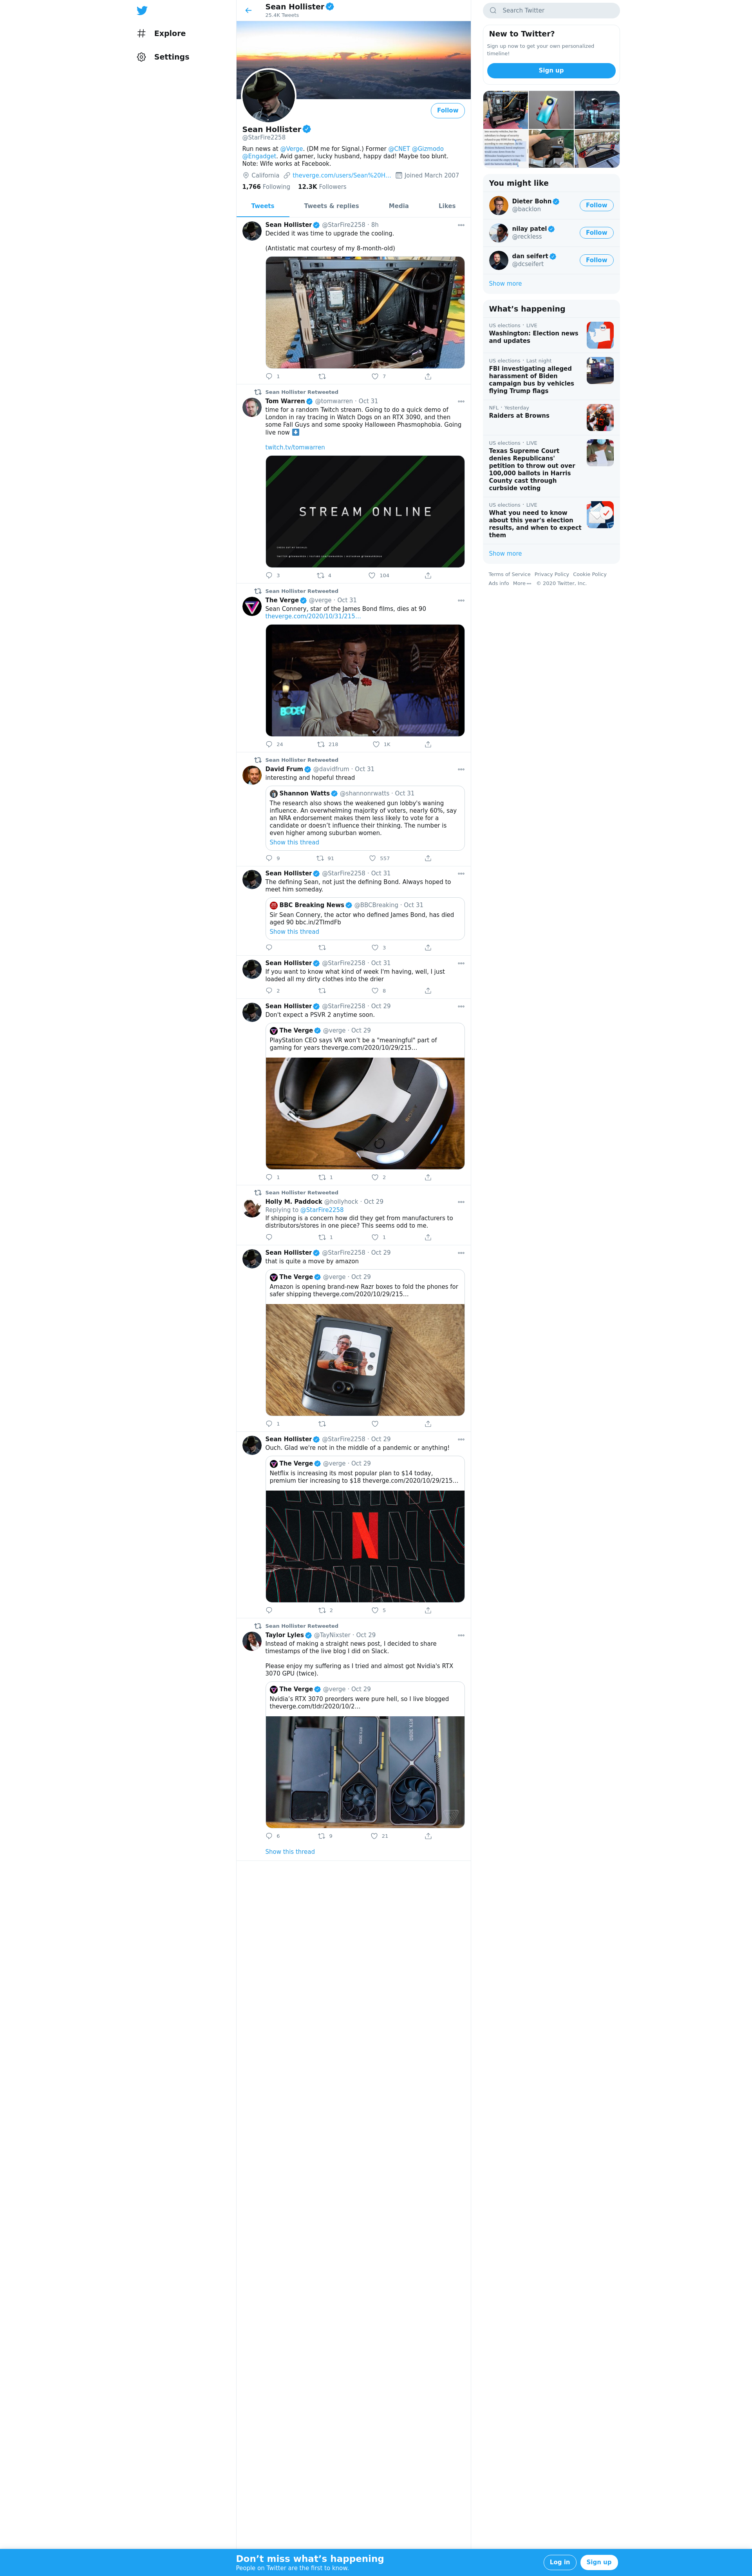 Explore
Settings
Sean Hollister
25.4K Tweets
Follow
Sean Hollister
@StarFire2258
Run news at @Verge. (DM me for Signal.) Former @CNET @Gizmodo
@Engadget. Avid gamer, lucky husband, happy dad! Maybe too blunt.
Note: Wife works at Facebook.
California theverge.com/users/Sean%20H… Joined March 2007
1,766 Following 12.3K Followers
Tweets Tweets & replies Media Likes
Sean Hollister @StarFire2258 · 8h
Decided it was time to upgrade the cooling.
(Antistatic mat courtesy of my 8-month-old)
1 7
Sean Hollister Retweeted
Tom Warren @tomwarren · Oct 31
time for a random Twitch stream. Going to do a quick demo of
London in ray tracing in Watch Dogs on an RTX 3090, and then
some Fall Guys and some spooky Halloween Phasmophobia. Going
live now ⬇️
twitch.tv/tomwarren
STREAM ONLINE
3 4 104
Sean Hollister Retweeted
The Verge @verge · Oct 31
Sean Connery, star of the James Bond films, dies at 90
theverge.com/2020/10/31/215…
24 218 1K
Sean Hollister Retweeted
David Frum @davidfrum · Oct 31
interesting and hopeful thread
Shannon Watts @shannonrwatts · Oct 31
The research also shows the weakened gun lobby's waning
influence. An overwhelming majority of voters, nearly 60%, say
an NRA endorsement makes them less likely to vote for a
candidate or doesn't influence their thinking. The number is
even higher among suburban women.
Show this thread
9 91 557
Sean Hollister @StarFire2258 · Oct 31
The defining Sean, not just the defining Bond. Always hoped to
meet him someday.
BBC Breaking News @BBCBreaking · Oct 31
Sir Sean Connery, the actor who defined James Bond, has died
aged 90 bbc.in/2TImdFb
Show this thread
3
Sean Hollister @StarFire2258 · Oct 31
If you want to know what kind of week I'm having, well, I just
loaded all my dirty clothes into the drier
2 8
Sean Hollister @StarFire2258 · Oct 29
Don't expect a PSVR 2 anytime soon.
The Verge @verge · Oct 29
PlayStation CEO says VR won't be a "meaningful" part of
gaming for years theverge.com/2020/10/29/215…
1 1 2
Sean Hollister Retweeted
Holly M. Paddock @hollyhock · Oct 29
Replying to @StarFire2258
If shipping is a concern how did they get from manufacturers to
distributors/stores in one piece? This seems odd to me.
1 1
Sean Hollister @StarFire2258 · Oct 29
that is quite a move by amazon
The Verge @verge · Oct 29
Amazon is opening brand-new Razr boxes to fold the phones for
safer shipping theverge.com/2020/10/29/215…
1
Sean Hollister @StarFire2258 · Oct 29
Ouch. Glad we're not in the middle of a pandemic or anything!
The Verge @verge · Oct 29
Netflix is increasing its most popular plan to $14 today,
premium tier increasing to $18 theverge.com/2020/10/29/215…
2 5
Sean Hollister Retweeted
Taylor Lyles @TayNixster · Oct 29
Instead of making a straight news post, I decided to share
timestamps of the live blog I did on Slack.
Please enjoy my suffering as I tried and almost got Nvidia's RTX
3070 GPU (twice).
The Verge @verge · Oct 29
Nvidia's RTX 3070 preorders were pure hell, so I live blogged
theverge.com/tldr/2020/10/2…
6 9 21
Show this thread
Search Twitter
New to Twitter?
Sign up now to get your own personalized
timeline!
Sign up
You might like
Dieter Bohn
@backlon
Follow
nilay patel
@reckless
Follow
dan seifert
@dcseifert
Follow
Show more
What's happening
US elections · LIVE
Washington: Election news
and updates
US elections · Last night
FBI investigating alleged
harassment of Biden
campaign bus by vehicles
flying Trump flags
NFL · Yesterday
Raiders at Browns
US elections · LIVE
Texas Supreme Court
denies Republicans'
petition to throw out over
100,000 ballots in Harris
County cast through
curbside voting
US elections · LIVE
What you need to know
about this year's election
results, and when to expect
them
Show more
Terms of Service Privacy Policy Cookie Policy
Ads info More © 2020 Twitter, Inc.
Don't miss what's happening
People on Twitter are the first to know.
Log in
Sign up